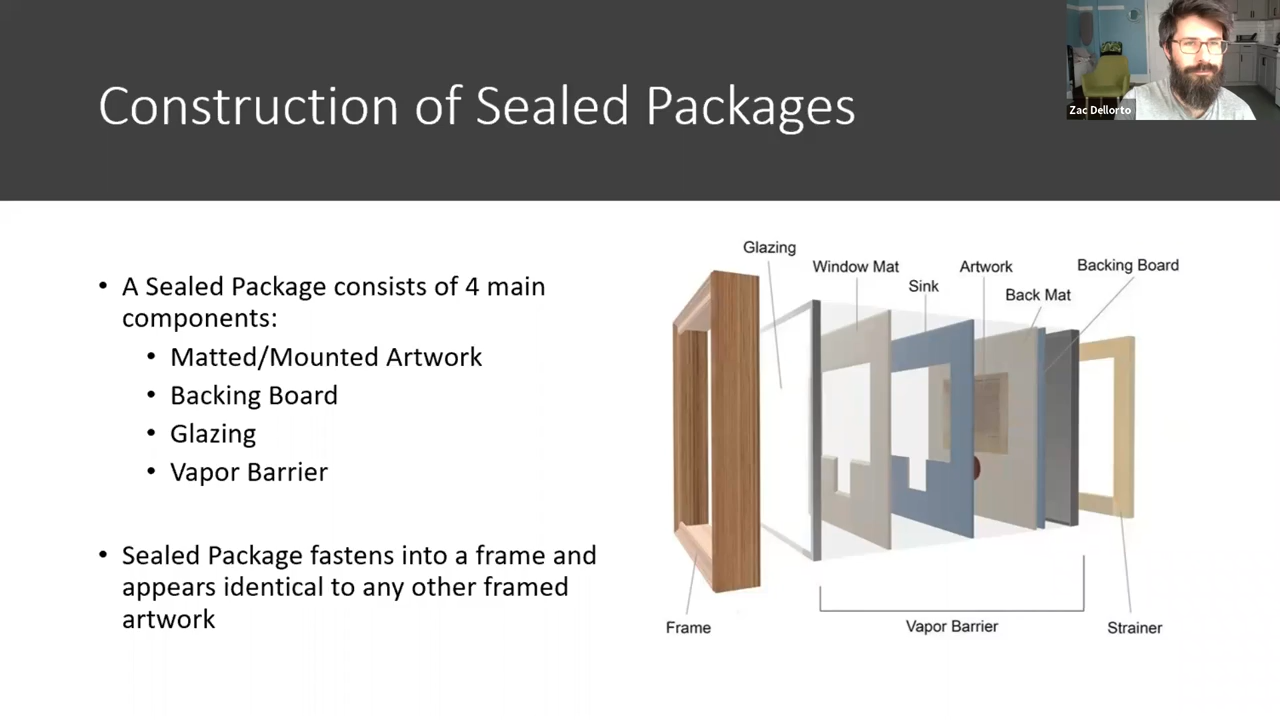 Construction of Sealed Packages
Zac Dellorto
• A Sealed Package consists of 4 main
components:
• Matted/Mounted Artwork
• Backing Board
• Glazing
• Vapor Barrier
• Sealed Package fastens into a frame and
appears identical to any other framed
artwork
Glazing
Window Mat
Sink
Artwork
Back Mat
Backing Board
Frame
Vapor Barrier
Strainer